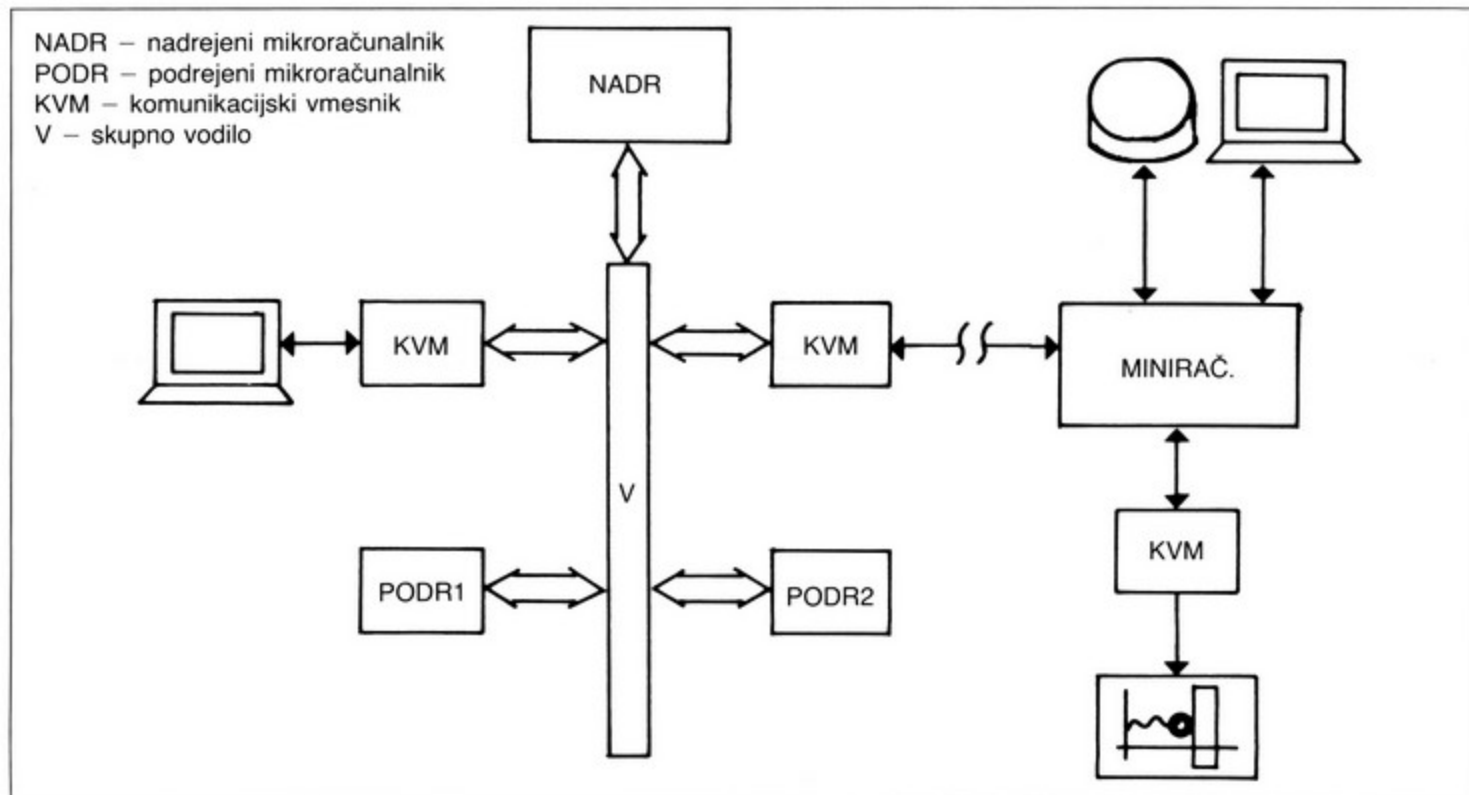 NADR – nadrejeni mikroračunalnik
PODR – podrejeni mikroračunalnik
KVM – komunikacijski vmesnik
V – skupno vodilo
NADR
KVM
KVM
MINIRAČ.
V
KVM
PODR1
PODR2